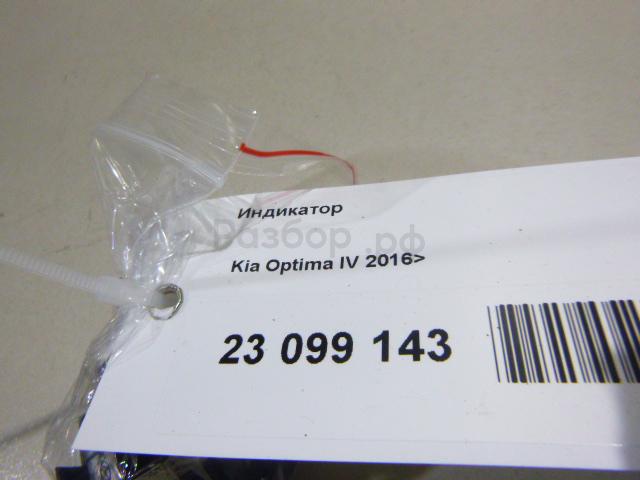 Индикатор
Разбор.рф
Kia Optima IV 2016>
23 099 143